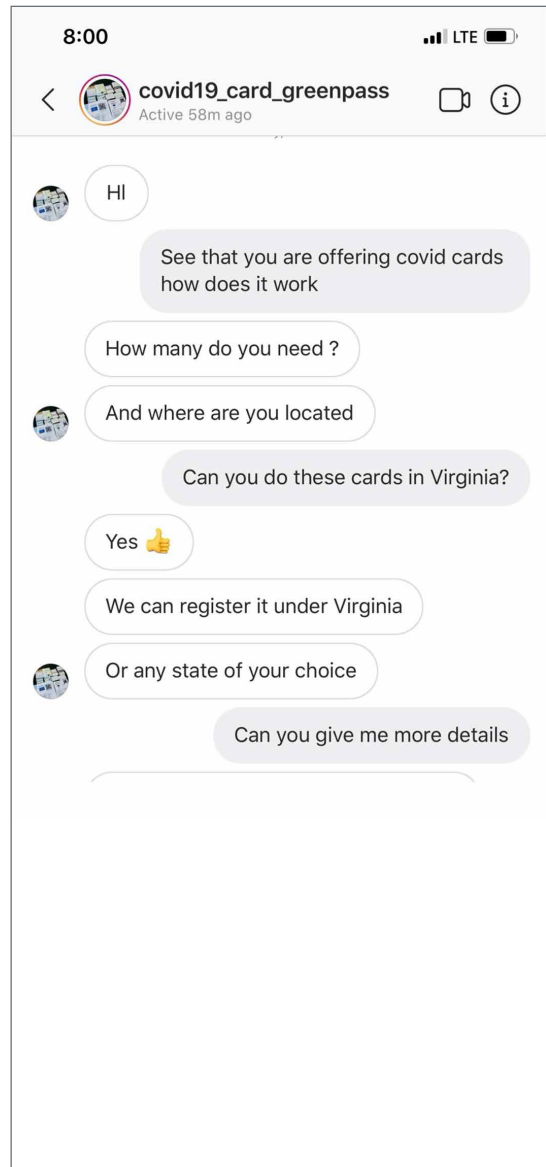 8:00
LTE
covid19_card_greenpass
Active 58m ago
HI
See that you are offering covid cards
how does it work
How many do you need ?
And where are you located
Can you do these cards in Virginia?
Yes 👍
We can register it under Virginia
Or any state of your choice
Can you give me more details